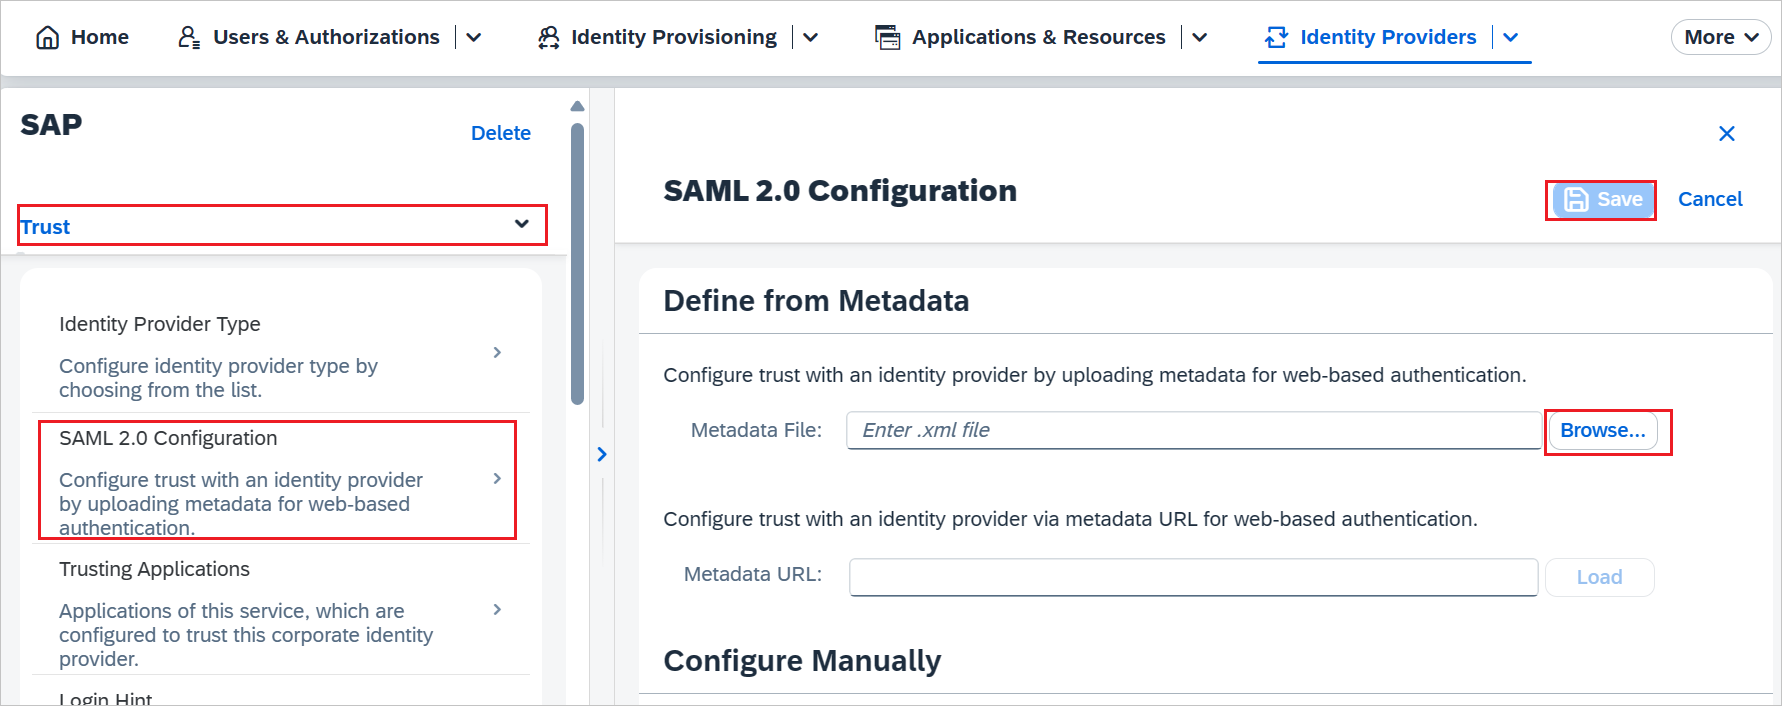 Home
Users & Authorizations
Identity Provisioning
Applications & Resources
Identity Providers
More
SAP
Delete
Trust
Identity Provider Type
Configure identity provider type by
choosing from the list.
SAML 2.0 Configuration
Configure trust with an identity provider
by uploading metadata for web-based
authentication.
Trusting Applications
Applications of this service, which are
configured to trust this corporate identity
provider.
Login Hint
SAML 2.0 Configuration
Save
Cancel
Define from Metadata
Configure trust with an identity provider by uploading metadata for web-based authentication.
Metadata File:
Enter .xml file
Browse...
Configure trust with an identity provider via metadata URL for web-based authentication.
Metadata URL:
Load
Configure Manually